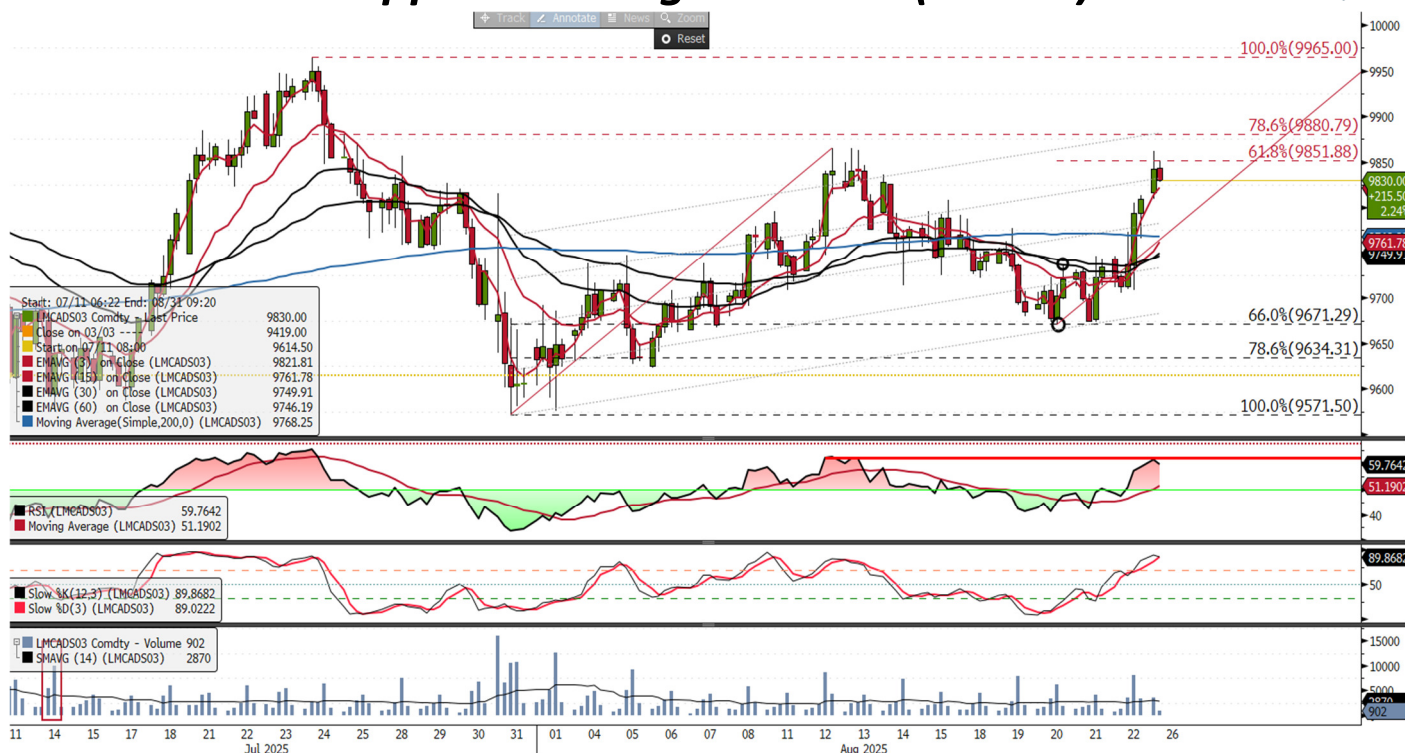 Track Annotate News Zoom
Reset
10000
100.0%(9965.00)
9950
9900
78.6%(9880.79)
61.8%(9851.88)
9850
9830.00
+215.50
2.24%
9761.78
9749.91
9700
66.0%(9671.29)
9650
78.6%(9634.31)
9600
100.0%(9571.50)
Start: 07/11 06:22 End: 08/31 09:20
LMCADS03 Comdty - Last Price 9830.00
Close on 03/03 ---- 9419.00
Start on 07/11 08:00 9614.50
EMAVG (3) on Close (LMCADS03) 9821.81
EMAVG (15) on Close (LMCADS03) 9761.78
EMAVG (30) on Close (LMCADS03) 9749.91
EMAVG (60) on Close (LMCADS03) 9746.19
Moving Average(Simple,200,0) (LMCADS03) 9768.25
59.7642
51.1902
40
RSI (LMCADS03) 59.7642
Moving Average (LMCADS03) 51.1902
89.8682
50
Slow %K(12,3) (LMCADS03) 89.8682
Slow %D(3) (LMCADS03) 89.0222
LMCADS03 Comdty - Volume 902
SMAVG (14) (LMCADS03) 2870
15000
10000
5000
2870
902
11 14 15 16 17 18 21 22 23 24 25 28 29 30 31 01 04 05 06 07 08 11 12 13 14 15 18 19 20 21 22 26
Jul 2025 Aug 2025